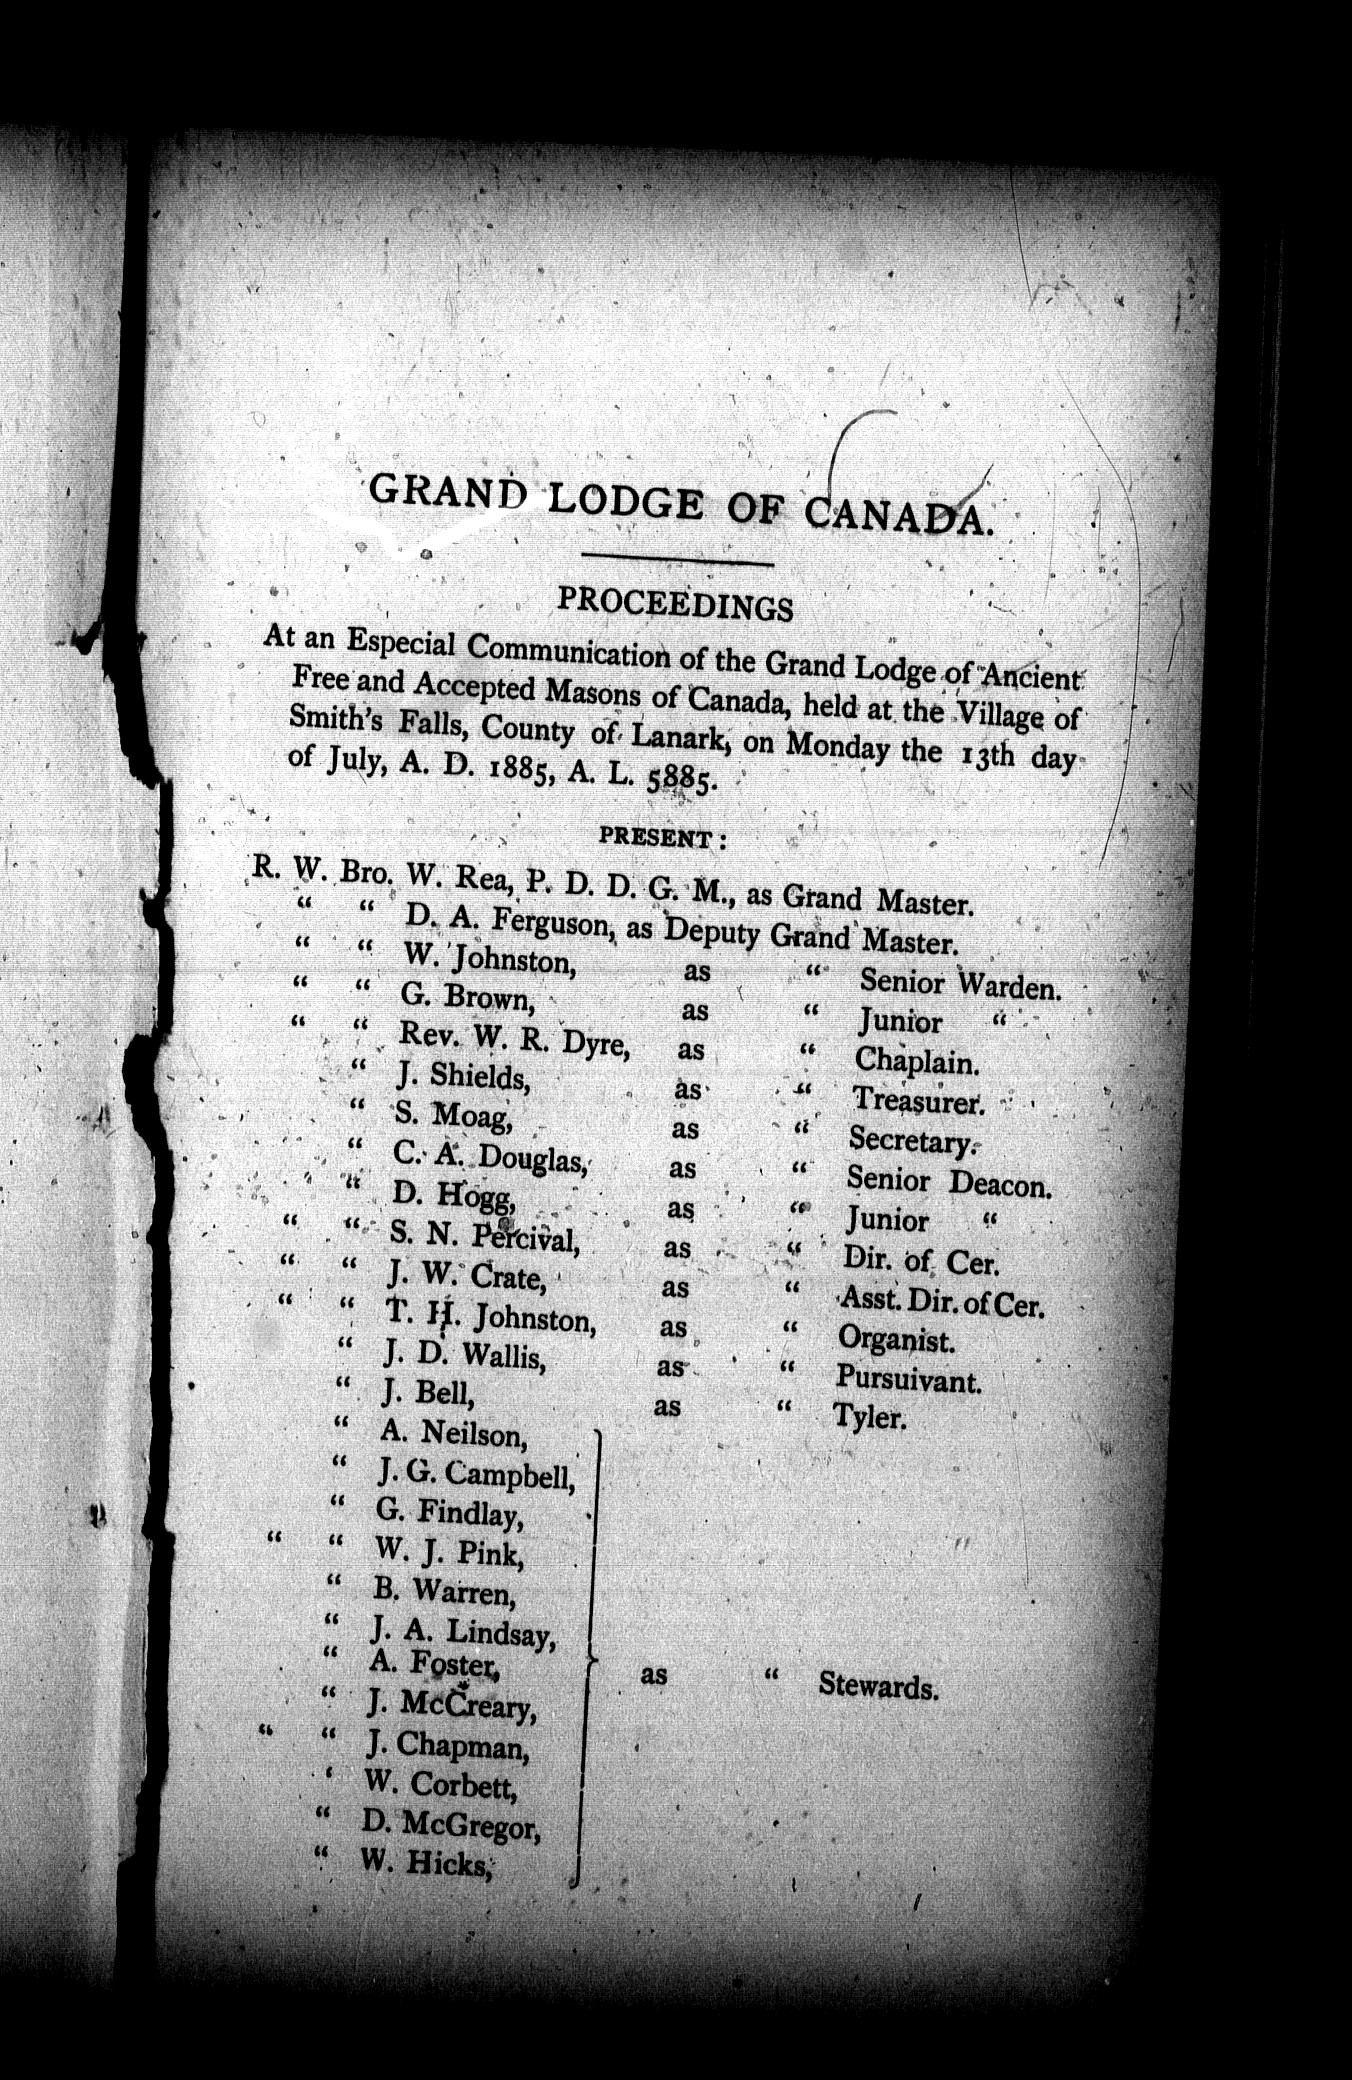 GRAND LODGE OF CANADA.
PROCEEDINGS
At an Especial Communication of the Grand Lodge of Ancient
Free and Accepted Masons of Canada, held at the Village of
Smith's Falls, County of Lanark, on Monday the 13th day
of July, A. D. 1885, A. L. 5885.
PRESENT:
R. W. Bro. W. Rea, P. D. D. G. M., as Grand Master.
“ “ D. A. Ferguson, as Deputy Grand Master.
“ “ W. Johnston, as “ Senior Warden.
“ “ G. Brown, as “ Junior “
“ “ Rev. W. R. Dyre, as “ Chaplain.
“ J. Shields, as “ Treasurer.
“ S. Moag, as “ Secretary.
“ C. A. Douglas, as “ Senior Deacon.
“ D. Hogg, as “ Junior “
“ “ S. N. Percival, as “ Dir. of Cer.
“ “ J. W. Crate, as “ Asst. Dir. of Cer.
“ “ T. H. Johnston, as “ Organist.
“ J. D. Wallis, as “ Pursuivant.
“ J. Bell, as “ Tyler.
“ A. Neilson,
“ J. G. Campbell,
“ G. Findlay,
“ “ W. J. Pink,
“ B. Warren,
“ J. A. Lindsay,
“ A. Foster, as “ Stewards.
“ J. McCreary,
“ “ J. Chapman,
‘ W. Corbett,
“ D. McGregor,
“ W. Hicks,